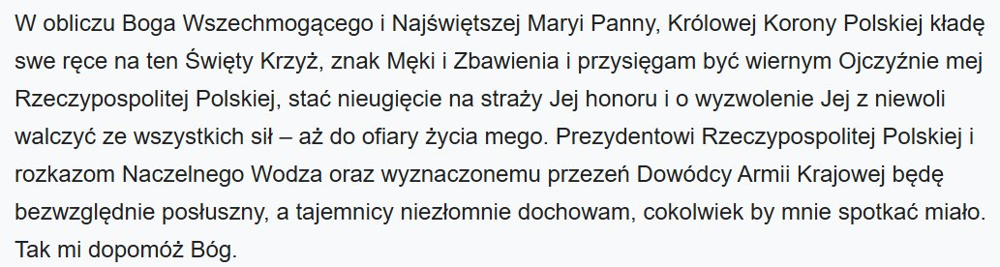 W obliczu Boga Wszechmogącego i Najświętszej Maryi Panny, Królowej Korony Polskiej kładę
swe ręce na ten Święty Krzyż, znak Męki i Zbawienia i przysięgam być wiernym Ojczyźnie mej
Rzeczypospolitej Polskiej, stać nieugięcie na straży Jej honoru i o wyzwolenie Jej z niewoli
walczyć ze wszystkich sił – aż do ofiary życia mego. Prezydentowi Rzeczypospolitej Polskiej i
rozkazom Naczelnego Wodza oraz wyznaczonemu przezeń Dowódcy Armii Krajowej będę
bezwzględnie posłuszny, a tajemnicy niezłomnie dochowam, cokolwiek by mnie spotkać miało.
Tak mi dopomóż Bóg.